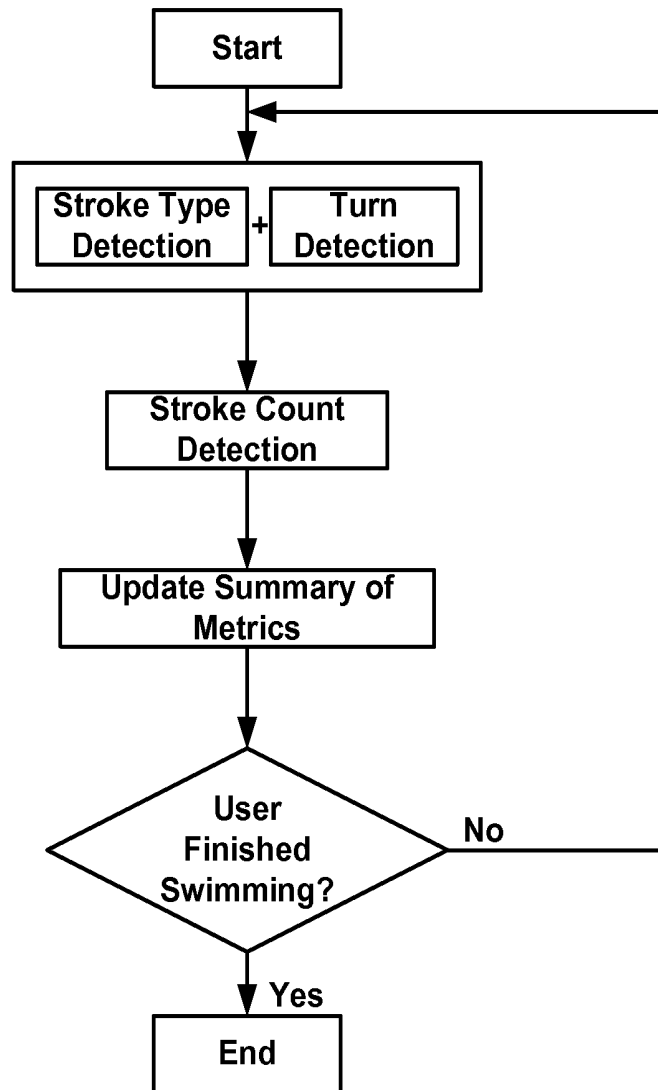 Start
Stroke Type
Detection
+
Turn
Detection
Stroke Count
Detection
Update Summary of
Metrics
User
Finished
Swimming?
No
Yes
End